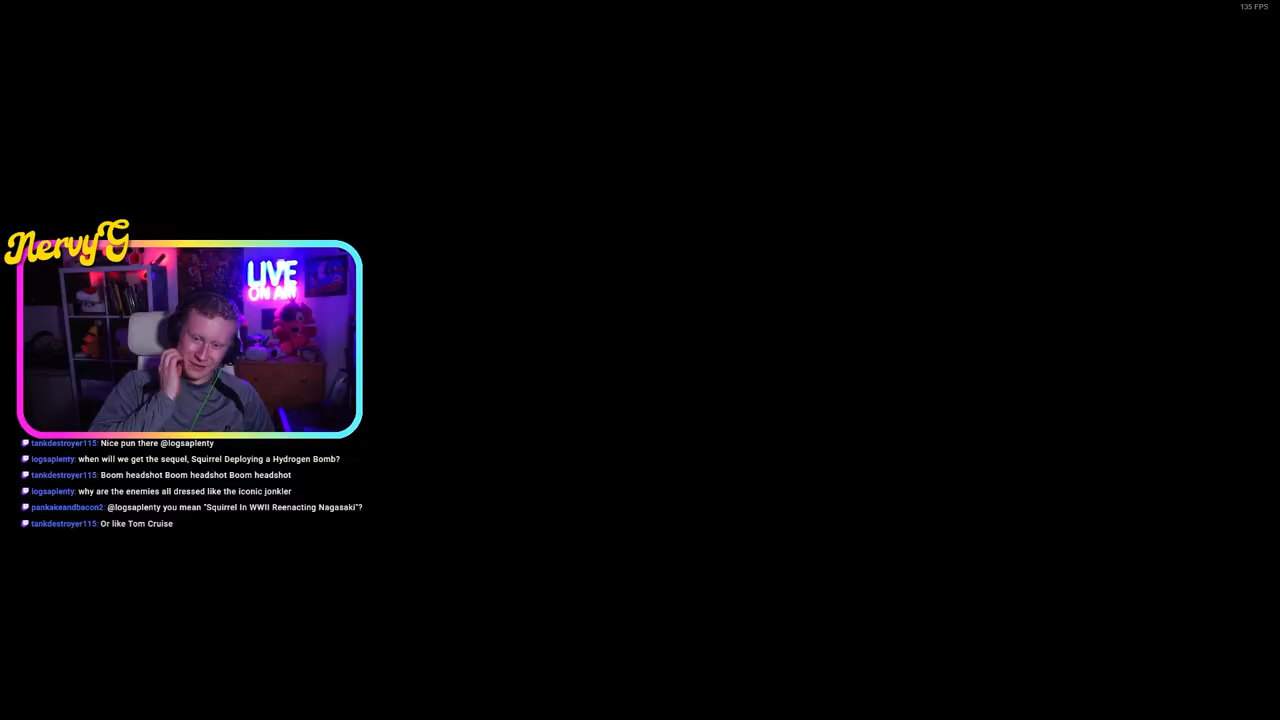 135 FPS
NervyG
LIVE
ON AIR
tankdestroyer115: Nice pun there @logsaplenty
logsaplenty: when will we get the sequel, Squirrel Deploying a Hydrogen Bomb?
tankdestroyer115: Boom headshot Boom headshot Boom headshot
logsaplenty: why are the enemies all dressed like the iconic jonkler
pankakeandbacon2: @logsaplenty you mean "Squirrel In WWII Reenacting Nagasaki"?
tankdestroyer115: Or like Tom Cruise